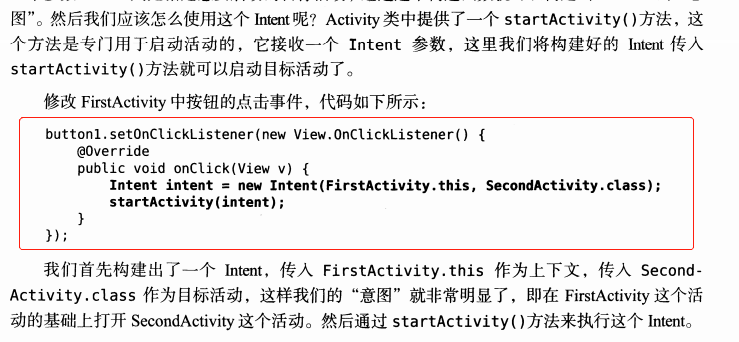 图”。然后我们应该怎么使用这个 Intent 呢？Activity 类中提供了一个 startActivity()方法，这
个方法是专门用于启动活动的，它接收一个 Intent 参数，这里我们将构建好的 Intent 传入
startActivity()方法就可以启动目标活动了。
修改 FirstActivity 中按钮的点击事件，代码如下所示：
button1.setOnClickListener(new View.OnClickListener() {
@Override
public void onClick(View v) {
Intent intent = new Intent(FirstActivity.this, SecondActivity.class);
startActivity(intent);
}
});
我们首先构建出了一个 Intent，传入 FirstActivity.this 作为上下文，传入 Second-
Activity.class 作为目标活动，这样我们的“意图”就非常明显了，即在 FirstActivity 这个活
动的基础上打开 SecondActivity 这个活动。然后通过 startActivity()方法来执行这个 Intent。